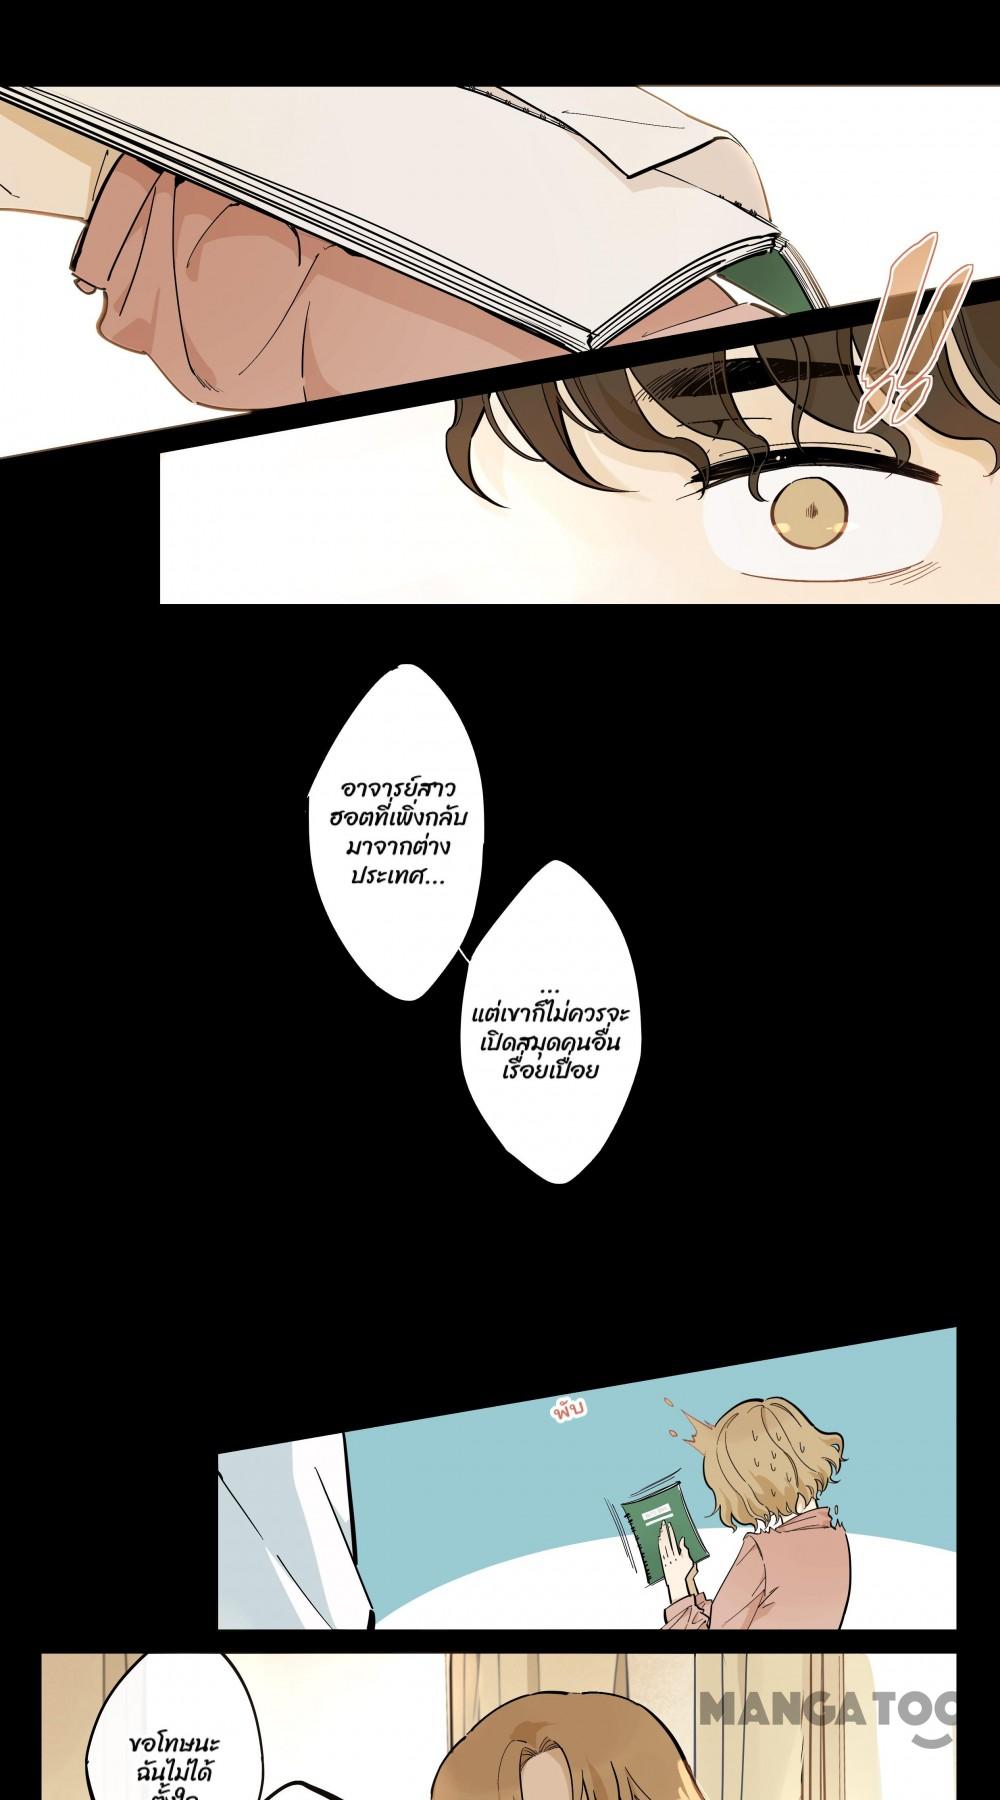 อาจารย์สาว
ฮอตที่เพิ่งกลับ
มาจากต่าง
ประเทศ...
...
แต่เขาก็ไม่ควรจะ
เปิดสมุดคนอื่น
เรื่อยเปื่อย
พับ
MANGATOO
ขอโทษนะ
ฉันไม่ได้
ตั้งใจ